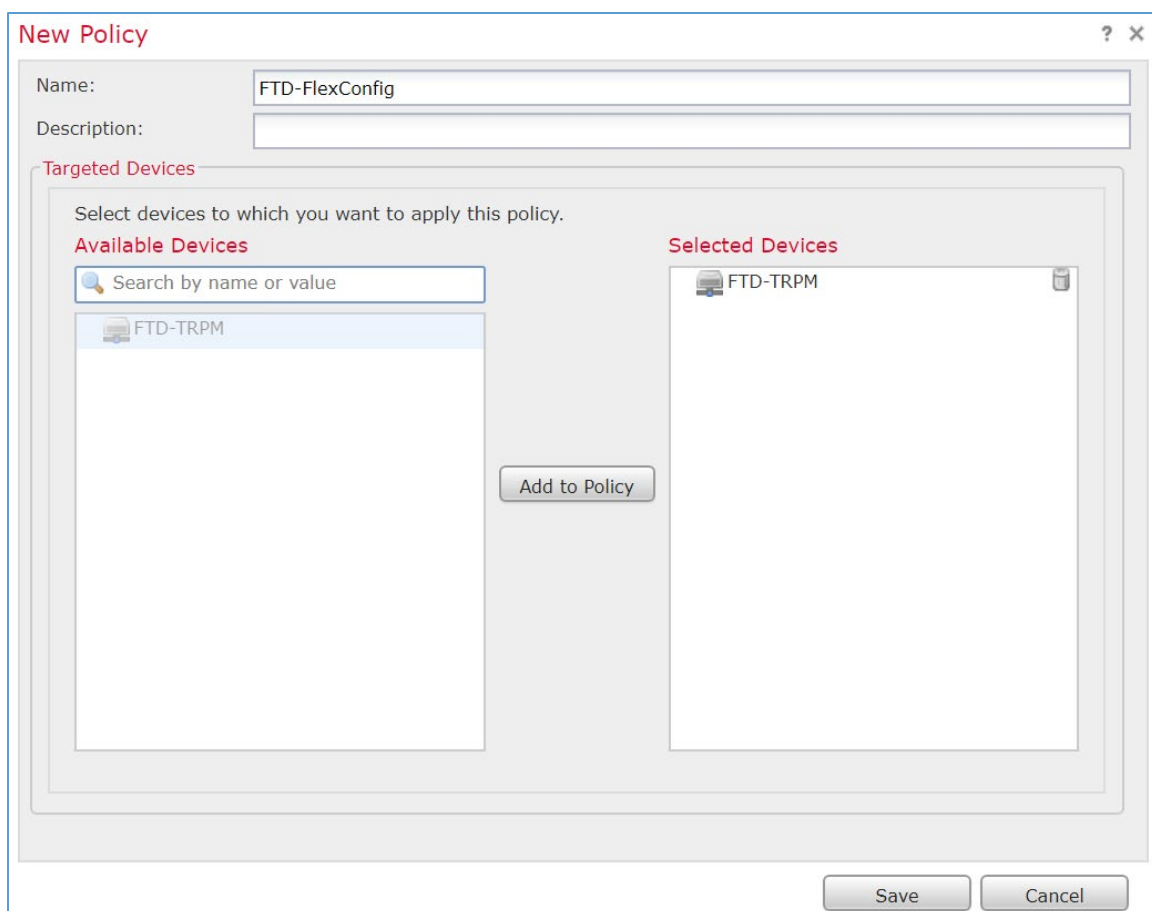 New Policy
? X
Name: FTD-FlexConfig
Description:
Targeted Devices
Select devices to which you want to apply this policy.
Available Devices
Search by name or value
FTD-TRPM
Add to Policy
Selected Devices
FTD-TRPM
Save Cancel